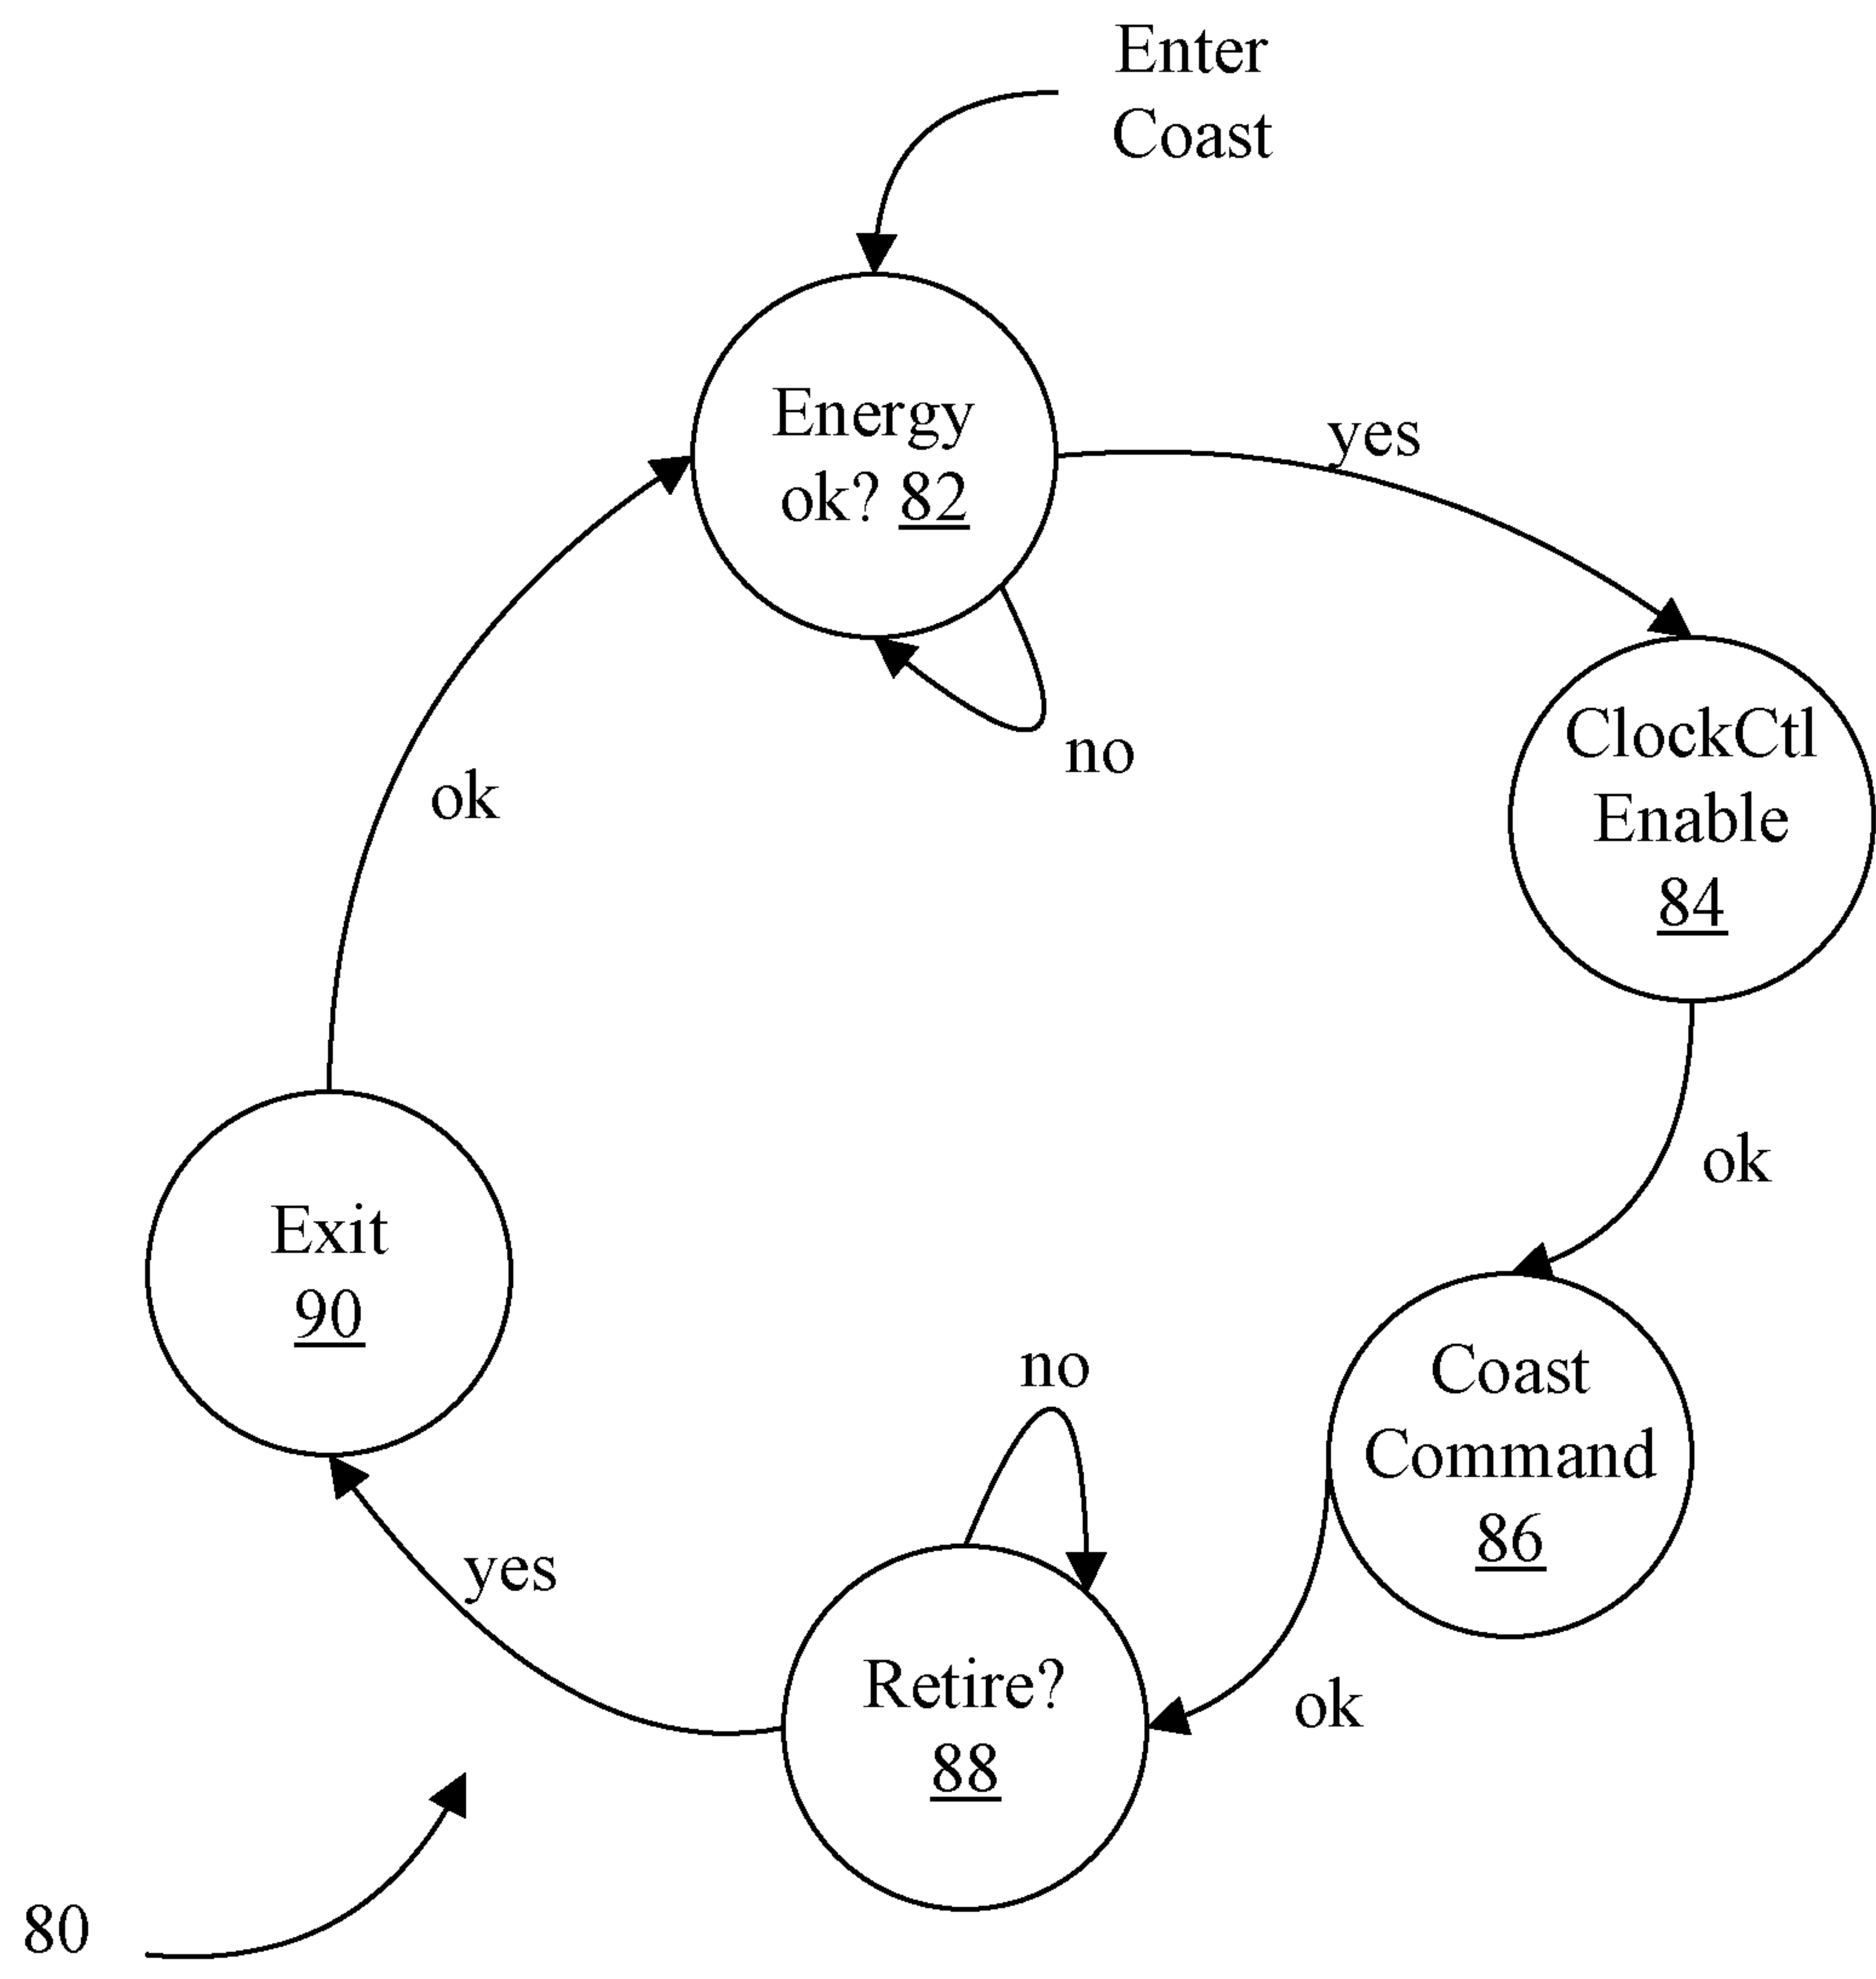 Enter
Coast
Energy
ok? 82
yes
no
ClockCtl
Enable
84
ok
ok
Exit
90
Coast
Command
86
no
yes
Retire?
88
ok
80